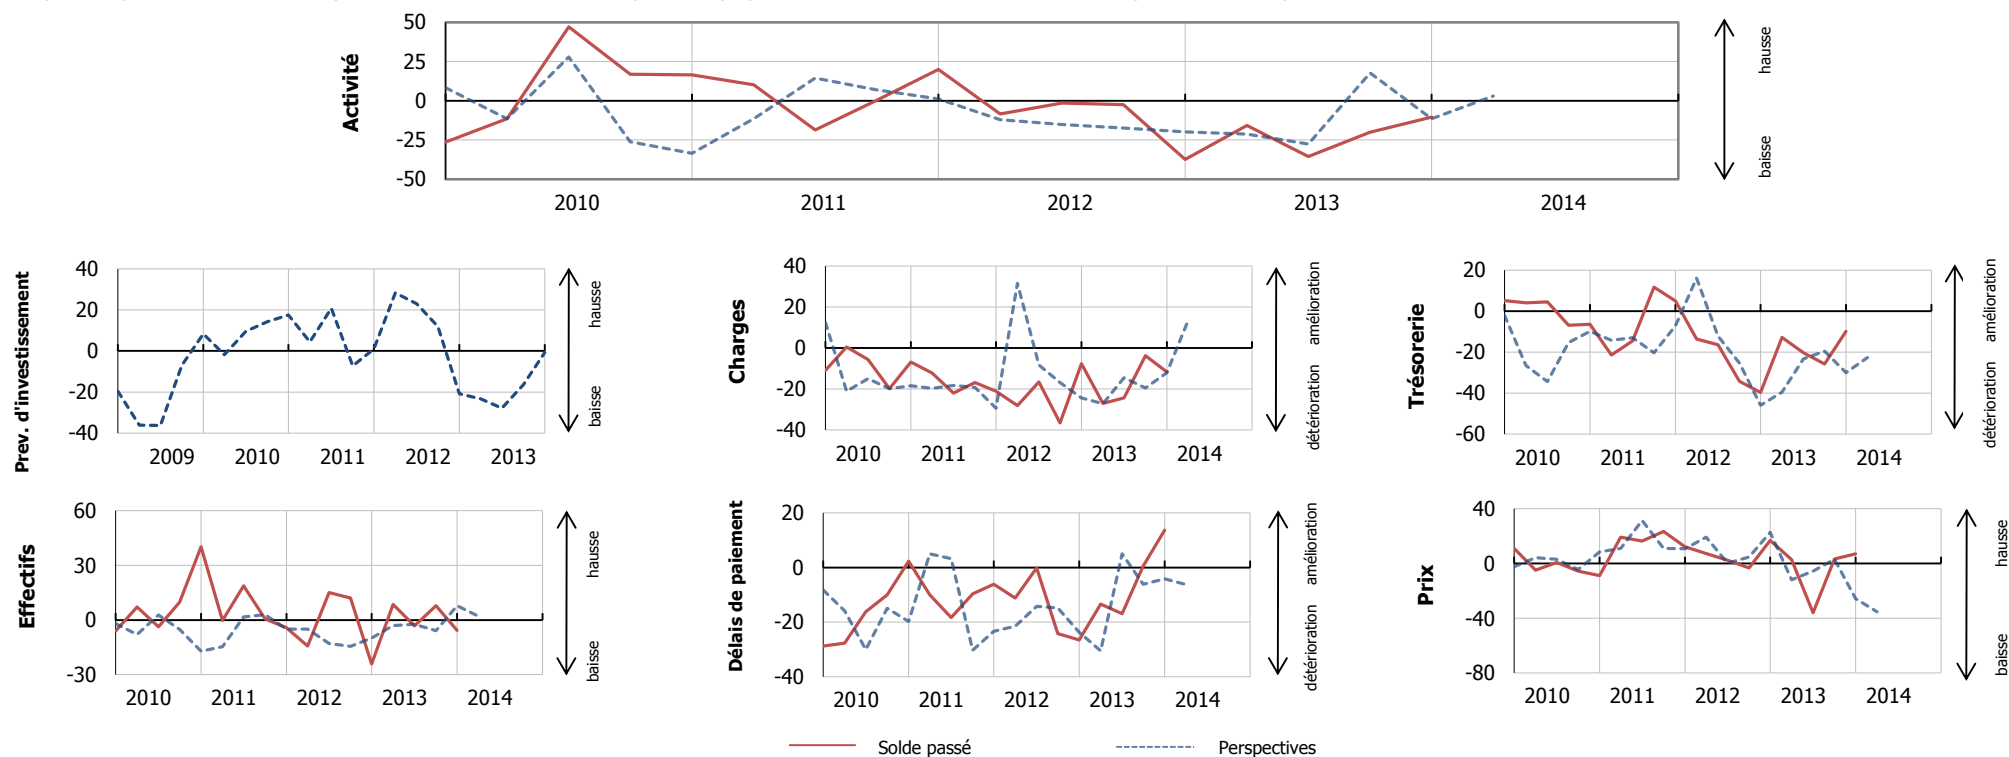 50
25
0
-25
-50
Activité
hausse
baisse
2010 2011 2012 2013 2014
Prev. d'investissement
40
20
0
-20
-40
2009 2010 2011 2012 2013
hausse
baisse
Charges
40
20
0
-20
-40
2010 2011 2012 2013 2014
amélioration
détérioration
Trésorerie
20
0
-20
-40
-60
2010 2011 2012 2013 2014
amélioration
détérioration
Effectifs
60
30
0
-30
2010 2011 2012 2013 2014
hausse
baisse
Délais de paiement
20
0
-20
-40
2010 2011 2012 2013 2014
amélioration
détérioration
Prix
40
0
-40
-80
2010 2011 2012 2013 2014
hausse
baisse
Solde passé
Perspectives